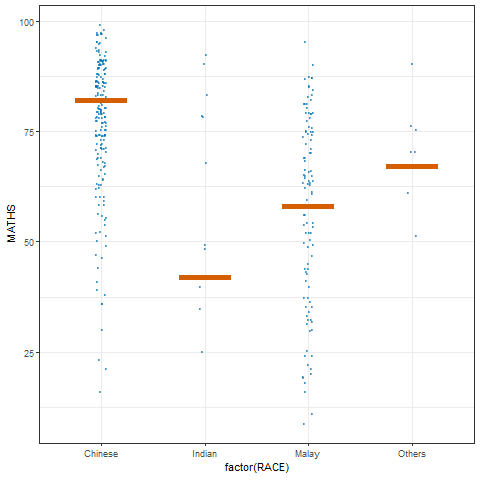 100
75
50
25
MATHS
Chinese
Indian
Malay
Others
factor(RACE)